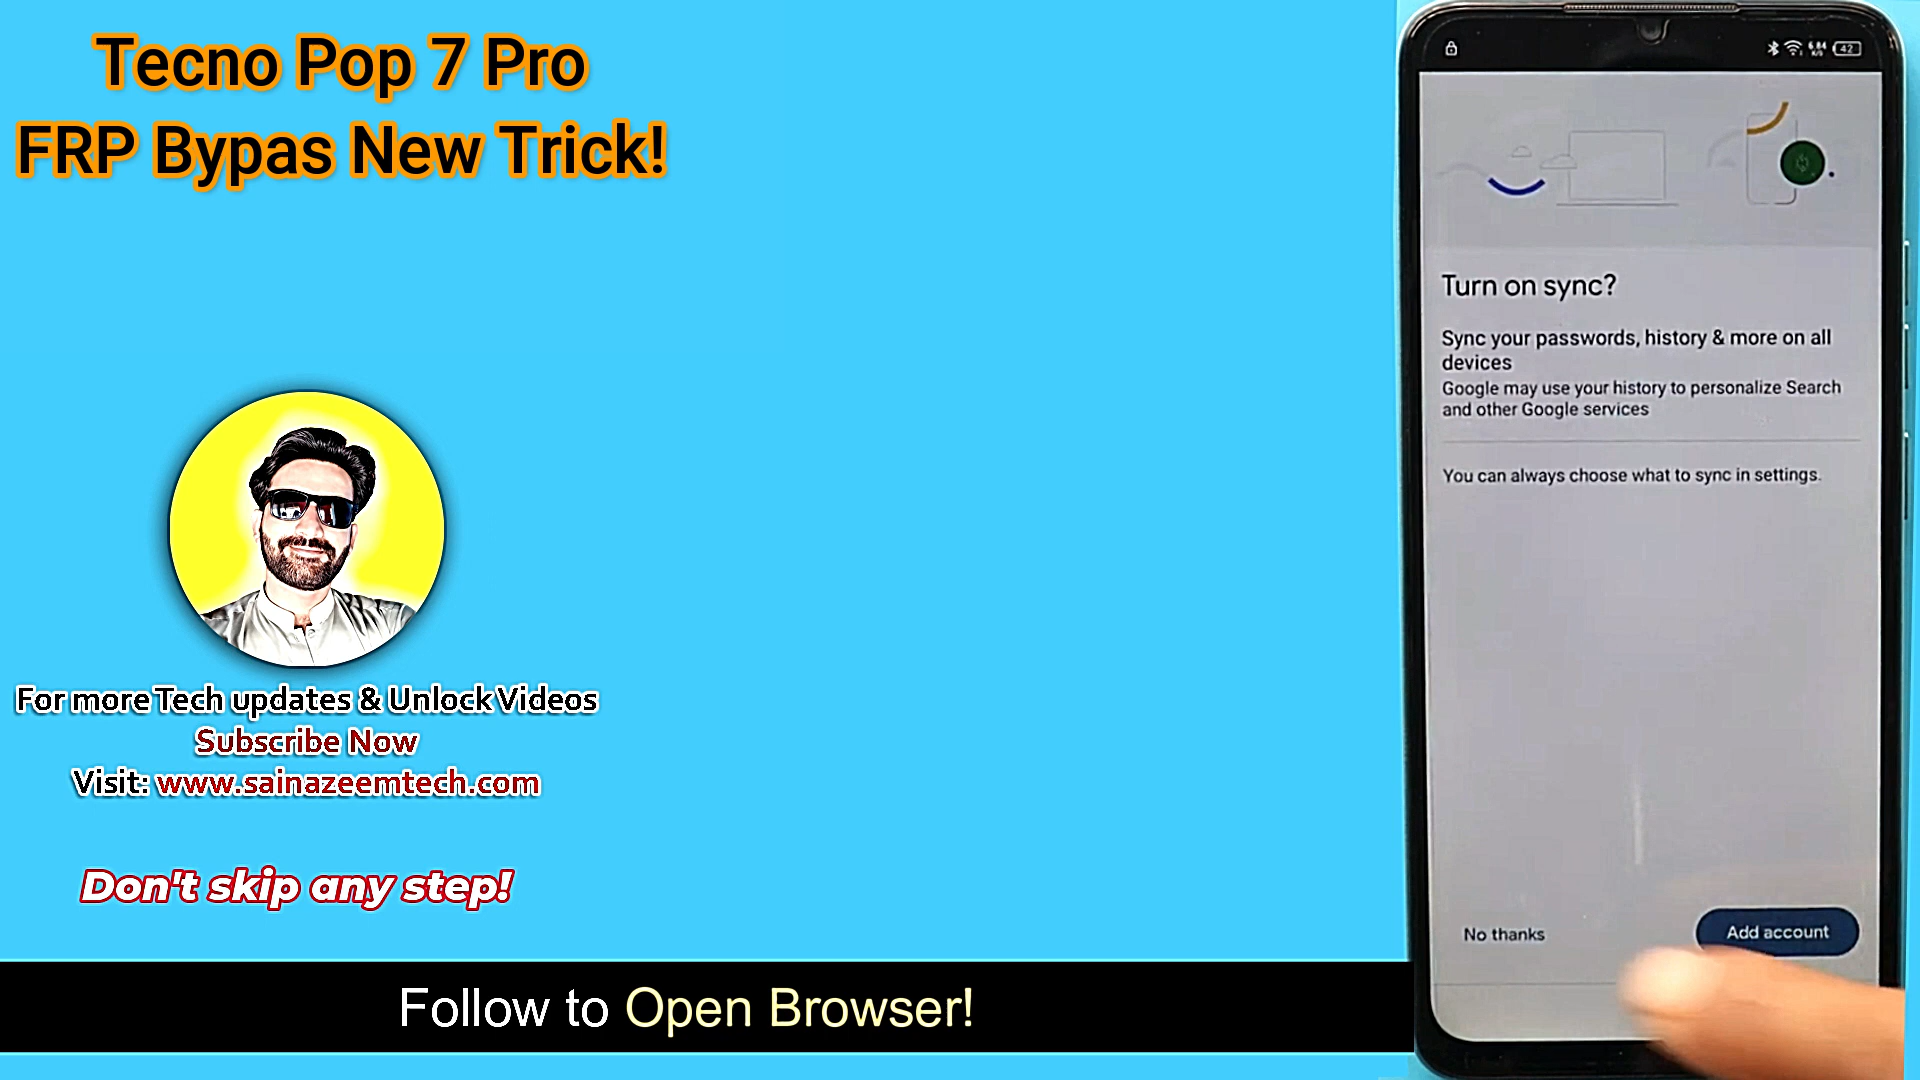 Tecno Pop 7 Pro
FRP Bypas New Trick!
For more Tech updates & Unlock Videos
Subscribe Now
Visit: www.sainazeemtech.com
Don't skip any step!
Follow to Open Browser!
42
Turn on sync?
Sync your passwords, history & more on all
devices
Google may use your history to personalize Search
and other Google services
You can always choose what to sync in settings.
No thanks
Add account